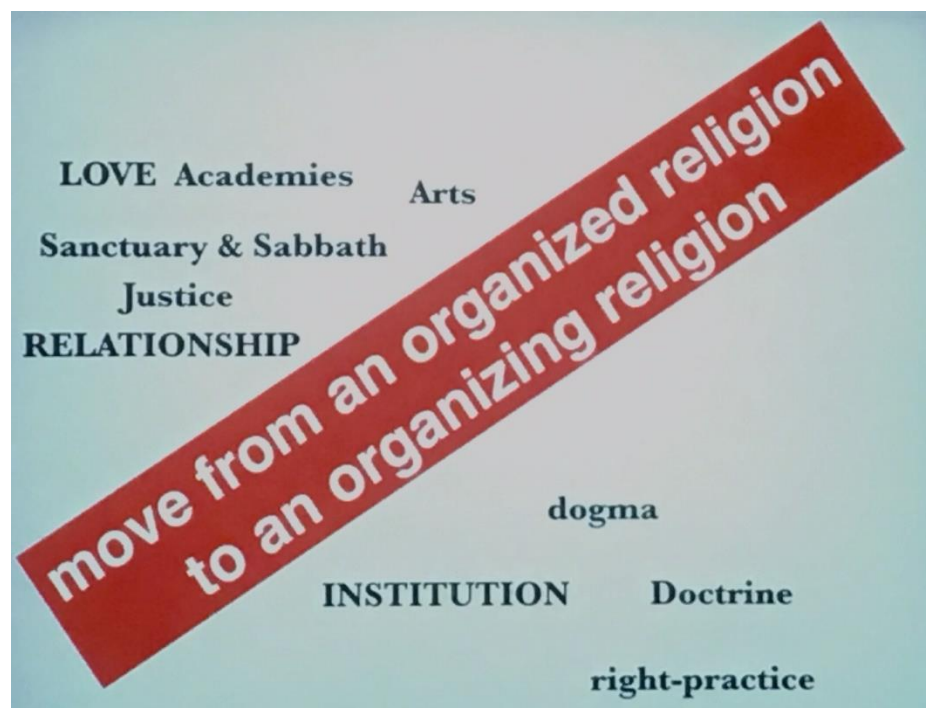 LOVE Academies
Arts
Sanctuary & Sabbath
Justice
RELATIONSHIP
move from an organized religion
to an organizing religion
dogma
INSTITUTION Doctrine
right-practice